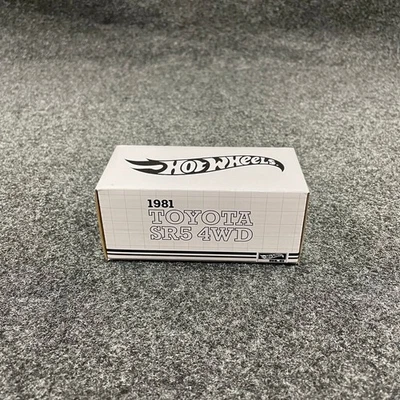 HOT WHEELS
1981
TOYOTA
SR5 4WD